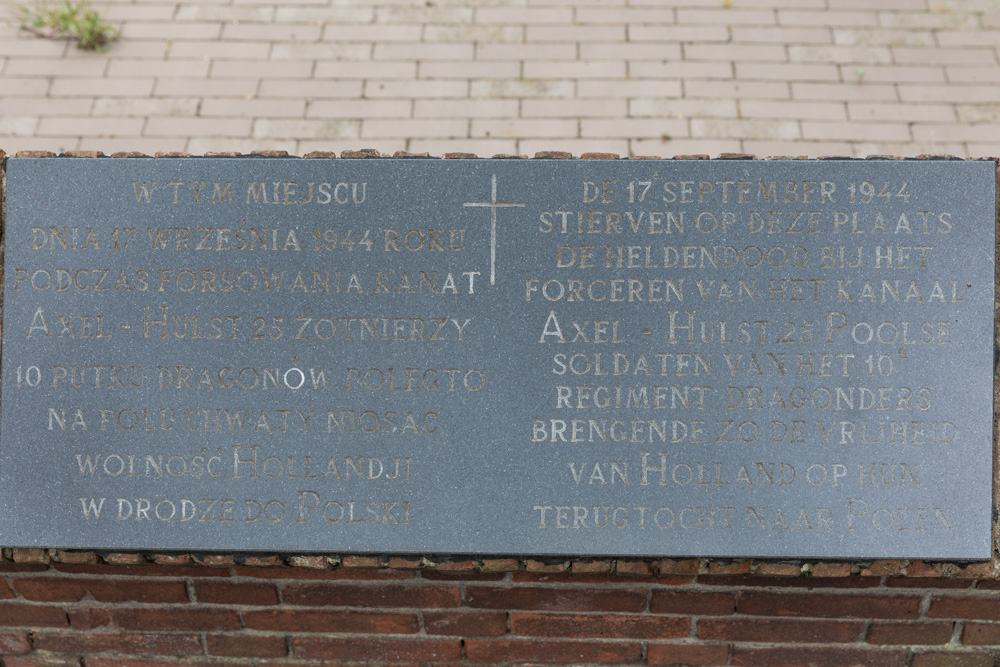 W TYM MIEJSCU
DNIA 17 WRZEŚNIA 1944 ROKU
PODCZAS FORSOWANIA KANAŁ
AXEL - HULST 25 ŻOŁNIERZY
10 PUŁKU DRAGONÓW POLEGŁO
NA POLU CHWAŁY NIOSĄC
WOLNOŚĆ HOLLANDJI
W DRODZE DO POLSKI
DE 17 SEPTEMBER 1944
STIERVEN OP DEZE PLAATS
DE HELDENDOOD BIJ HET
FORCEREN VAN HET KANAAL
AXEL - HULST 25 POOLSE
SOLDATEN VAN HET 10E
REGIMENT DRAGONDERS
BRENGENDE ZO DE VRIJHEID
VAN HOLLAND OP HUN
TERUGTOCHT NAAR POLEN